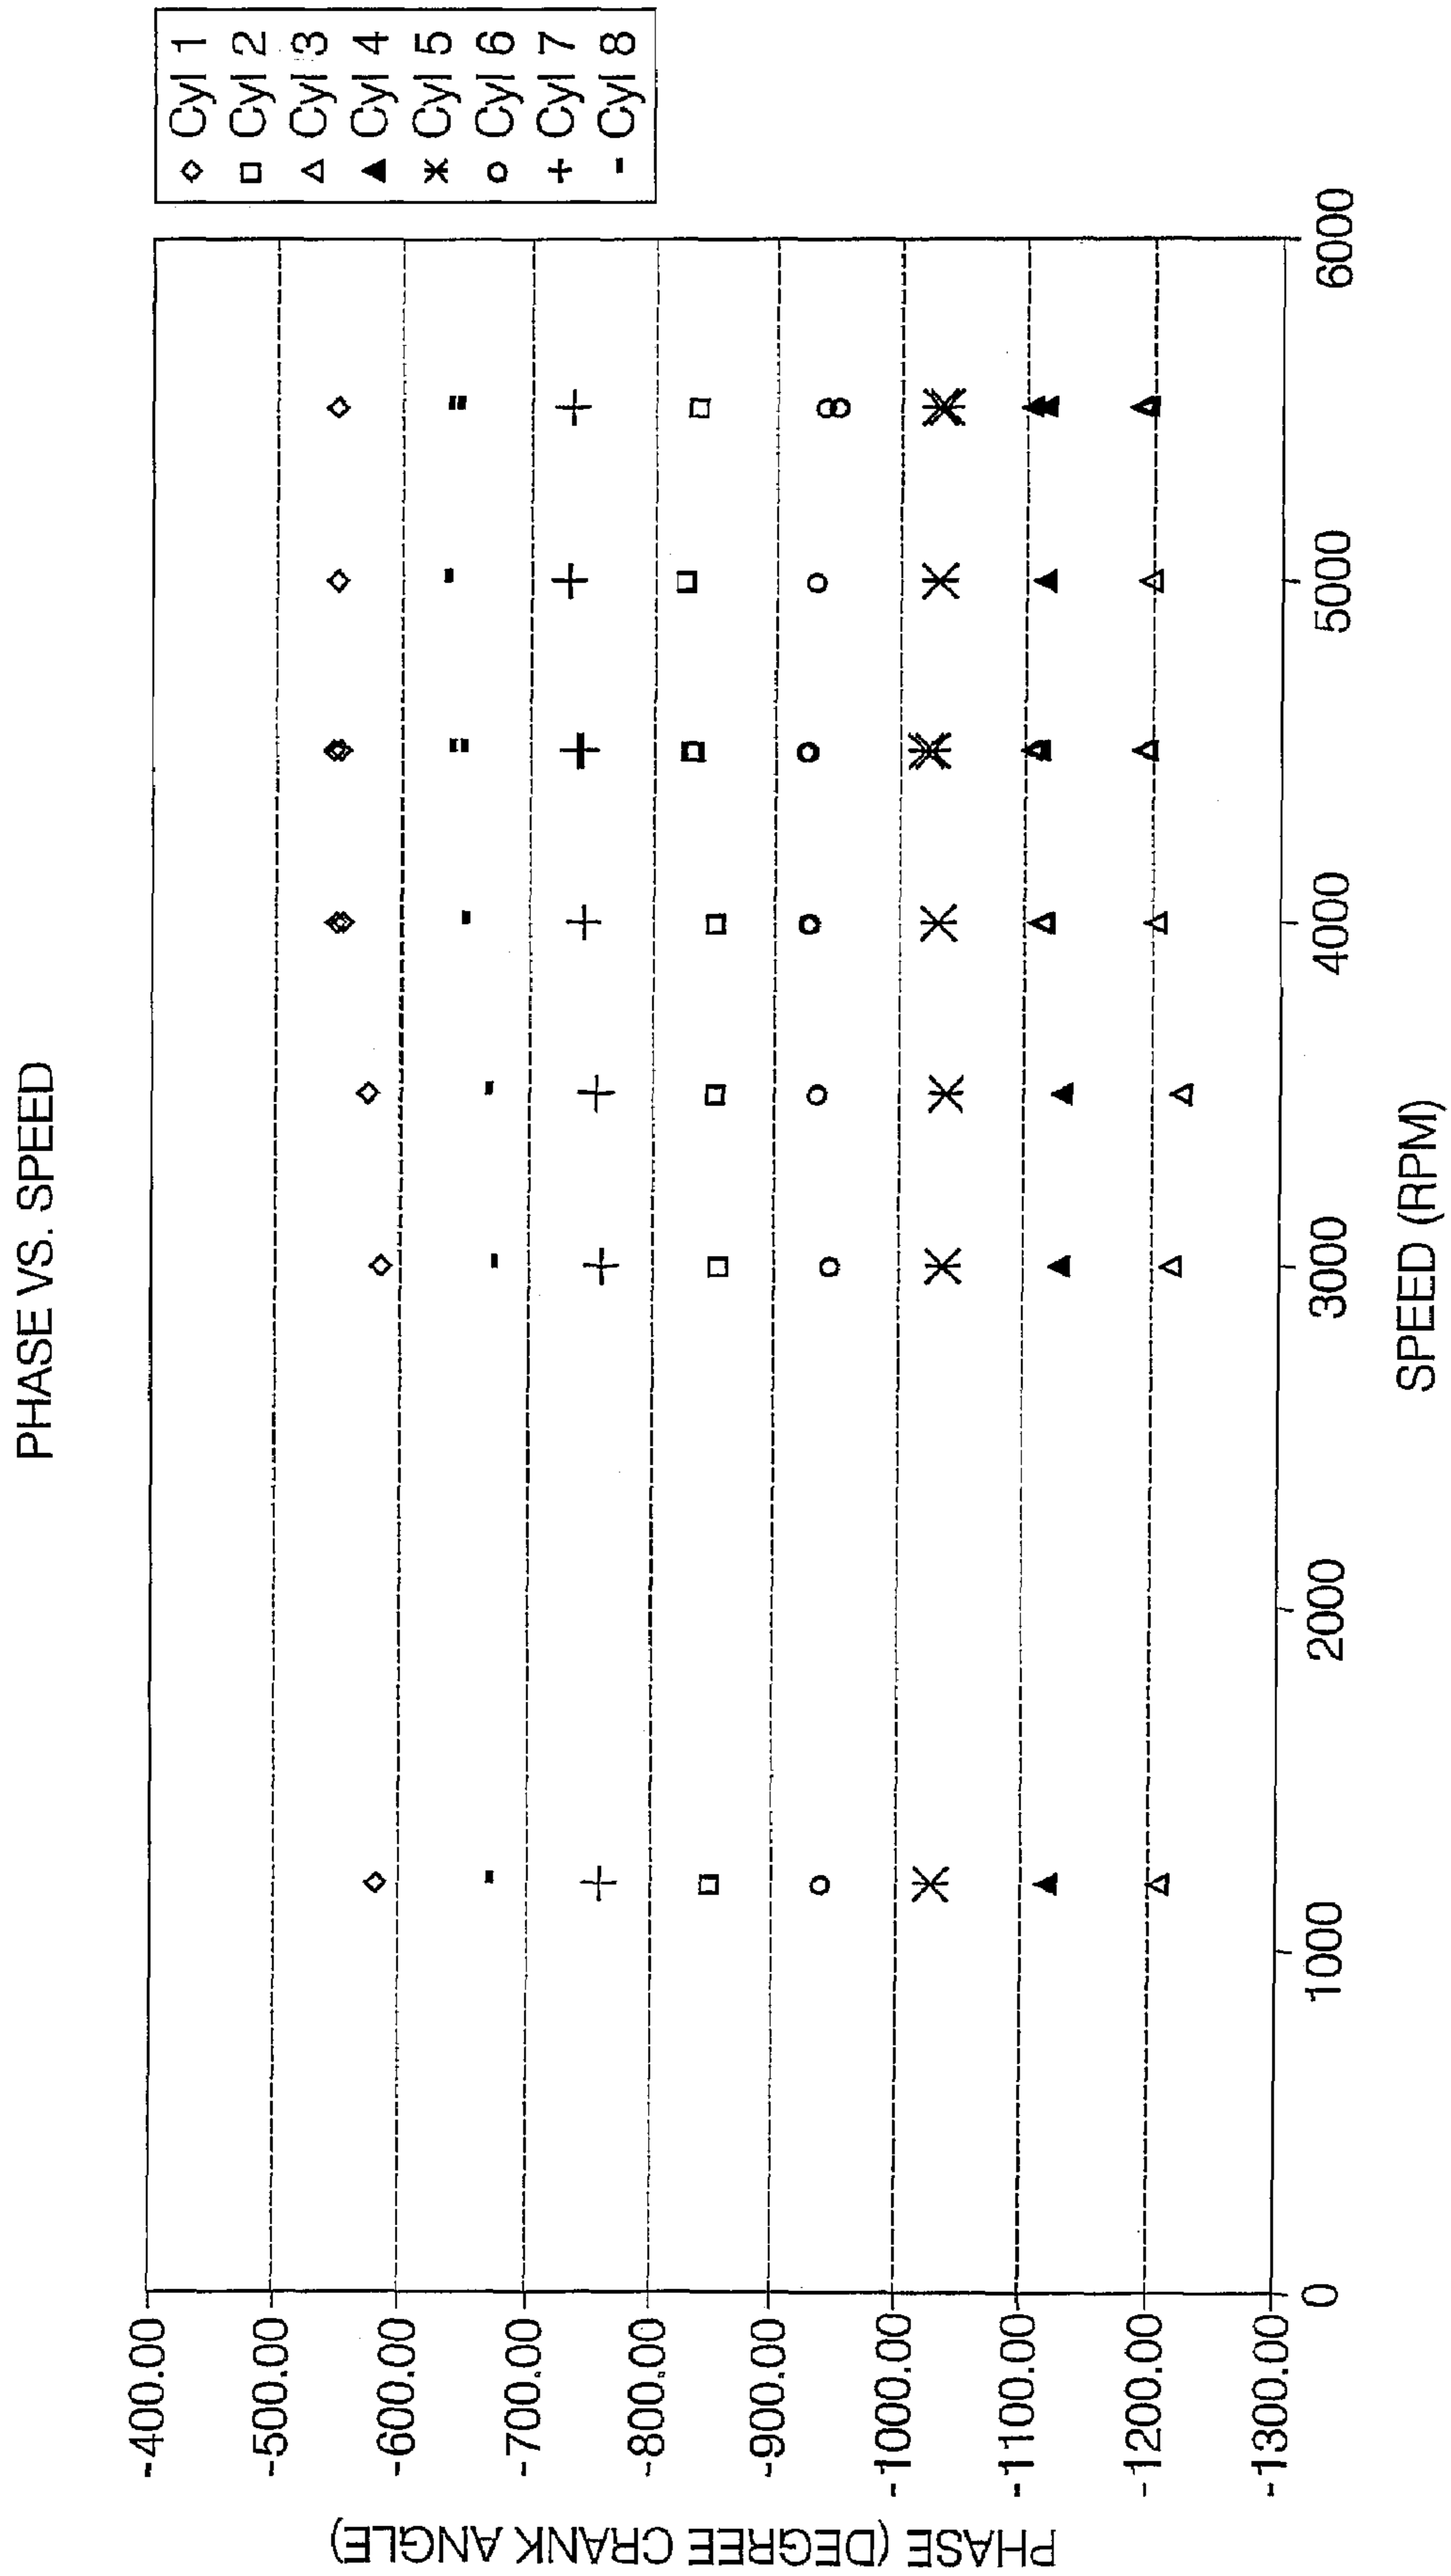 PHASE VS. SPEED
PHASE (DEGREE CRANK ANGLE)
-400.00
-500.00
-600.00
-700.00
-800.00
-900.00
-1000.00
-1100.00
-1200.00
-1300.00
0
1000
2000
3000
4000
5000
6000
SPEED (RPM)
Cyl 1
Cyl 2
Cyl 3
Cyl 4
Cyl 5
Cyl 6
Cyl 7
Cyl 8